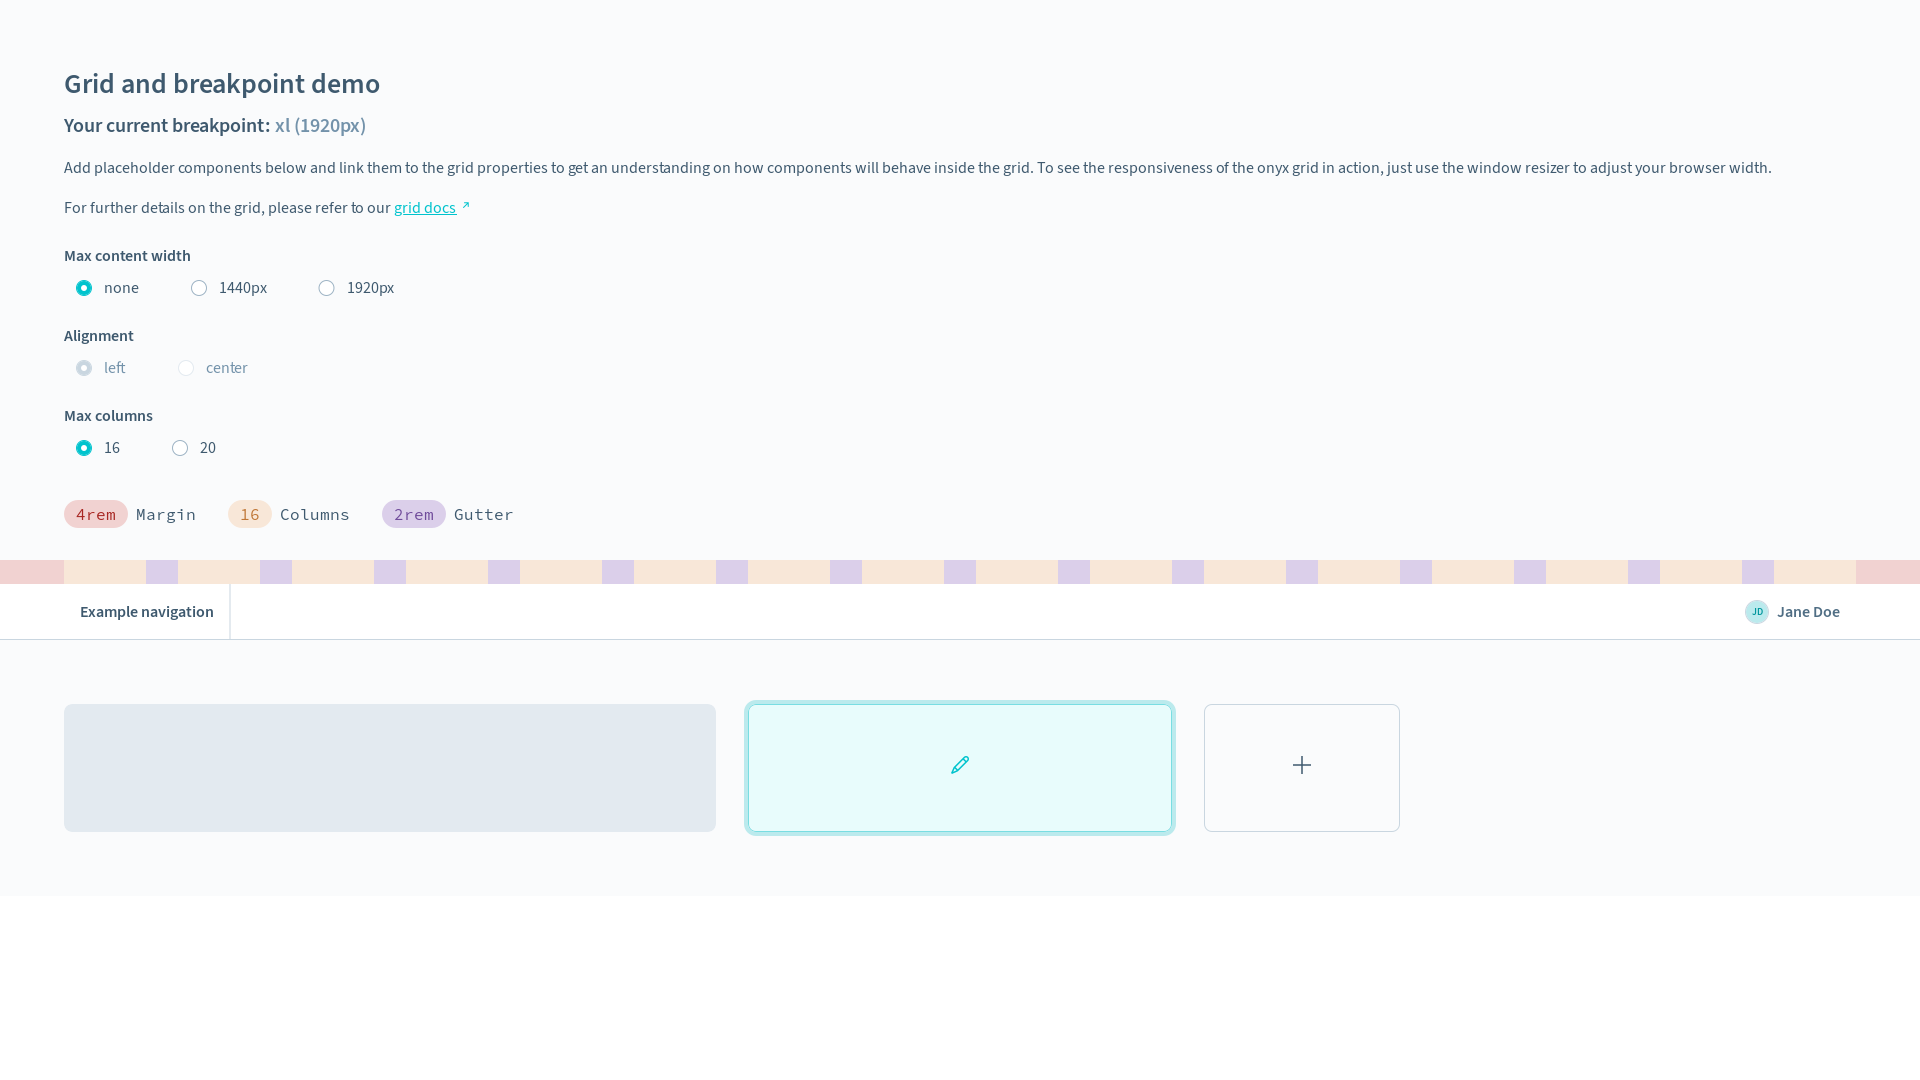 Grid and breakpoint demo
Your current breakpoint: xl (1920px)
Add placeholder components below and link them to the grid properties to get an understanding on how components will behave inside the grid. To see the responsiveness of the onyx grid in action, just use the window resizer to adjust your browser width.
For further details on the grid, please refer to our grid docs
Max content width
none 1440px 1920px
Alignment
left center
Max columns
16 20
4rem Margin 16 Columns 2rem Gutter
Example navigation JD Jane Doe